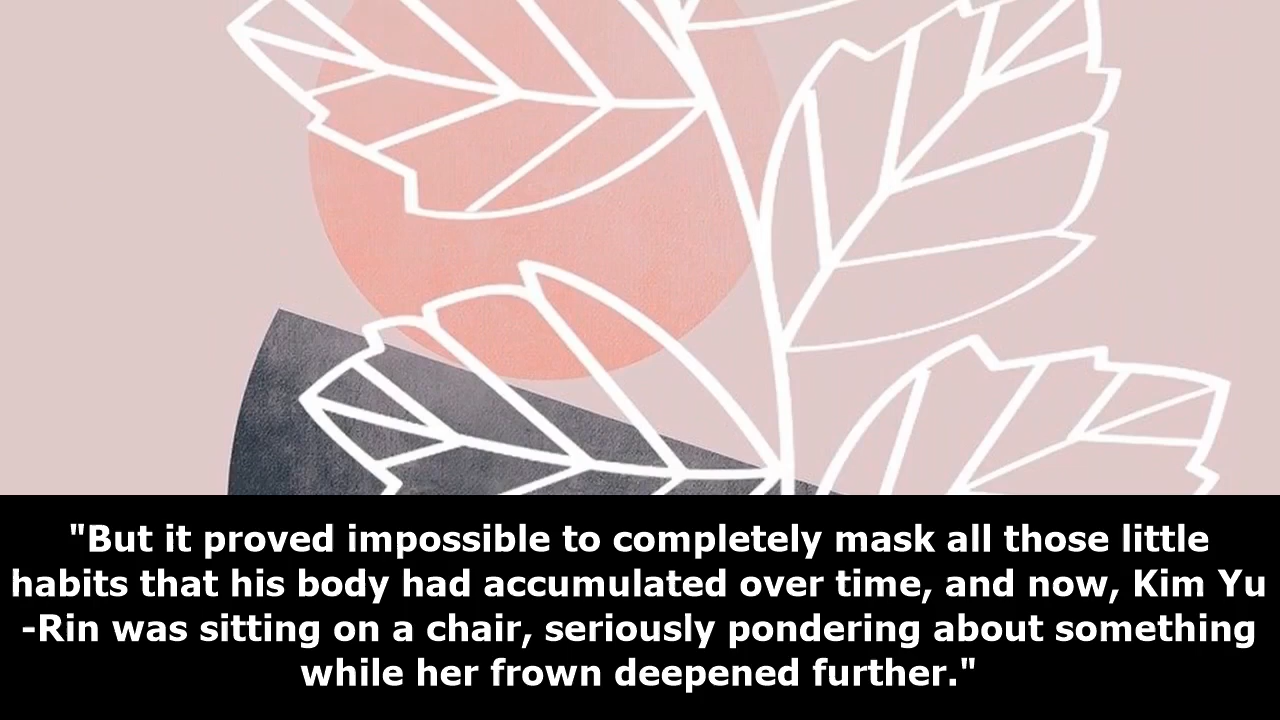 "But it proved impossible to completely mask all those little
habits that his body had accumulated over time, and now, Kim Yu
-Rin was sitting on a chair, seriously pondering about something
while her frown deepened further."